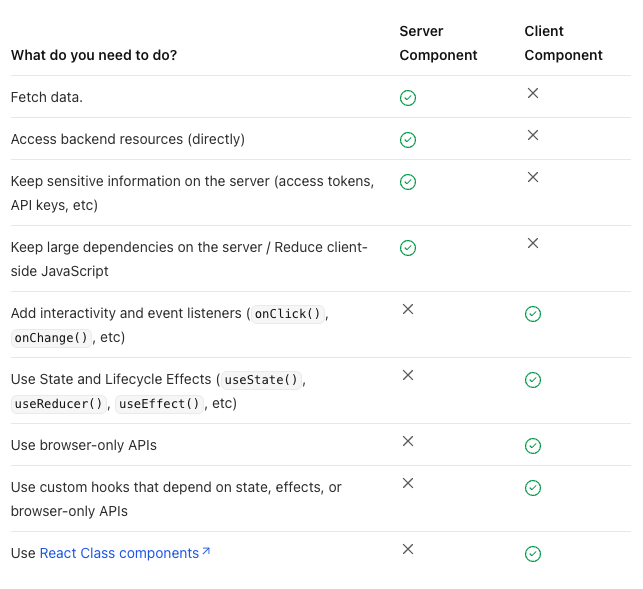 Server
Client
What do you need to do?
Component
Component
Fetch data.
Access backend resources (directly)
Keep sensitive information on the server (access tokens,
API keys, etc)
Keep large dependencies on the server / Reduce client-
side JavaScript
Add interactivity and event listeners ( onClick() ,
onChange() , etc)
Use State and Lifecycle Effects ( useState() ,
useReducer() , useEffect() , etc)
Use browser-only APIs
Use custom hooks that depend on state, effects, or
browser-only APIs
Use React Class components